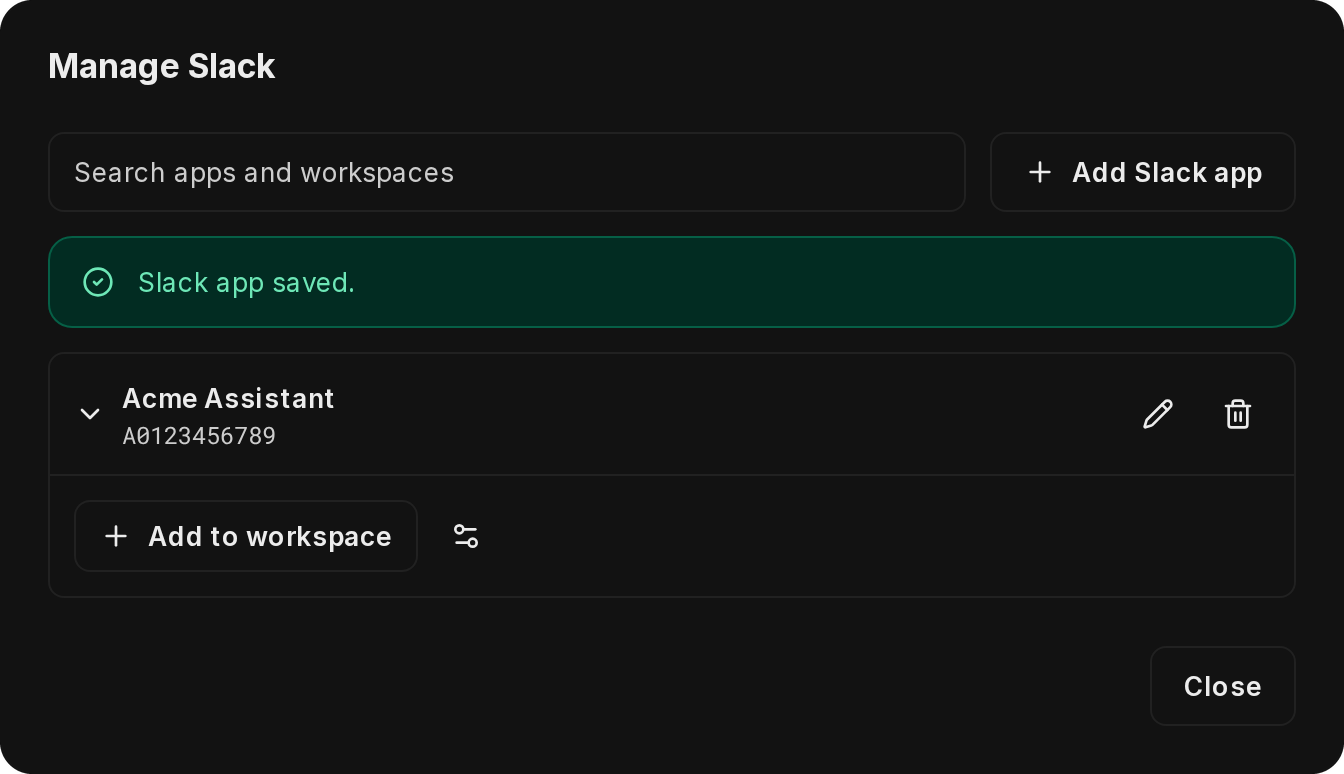 Manage Slack
Search apps and workspaces
Add Slack app
Slack app saved.
Acme Assistant
A0123456789
Add to workspace
Close